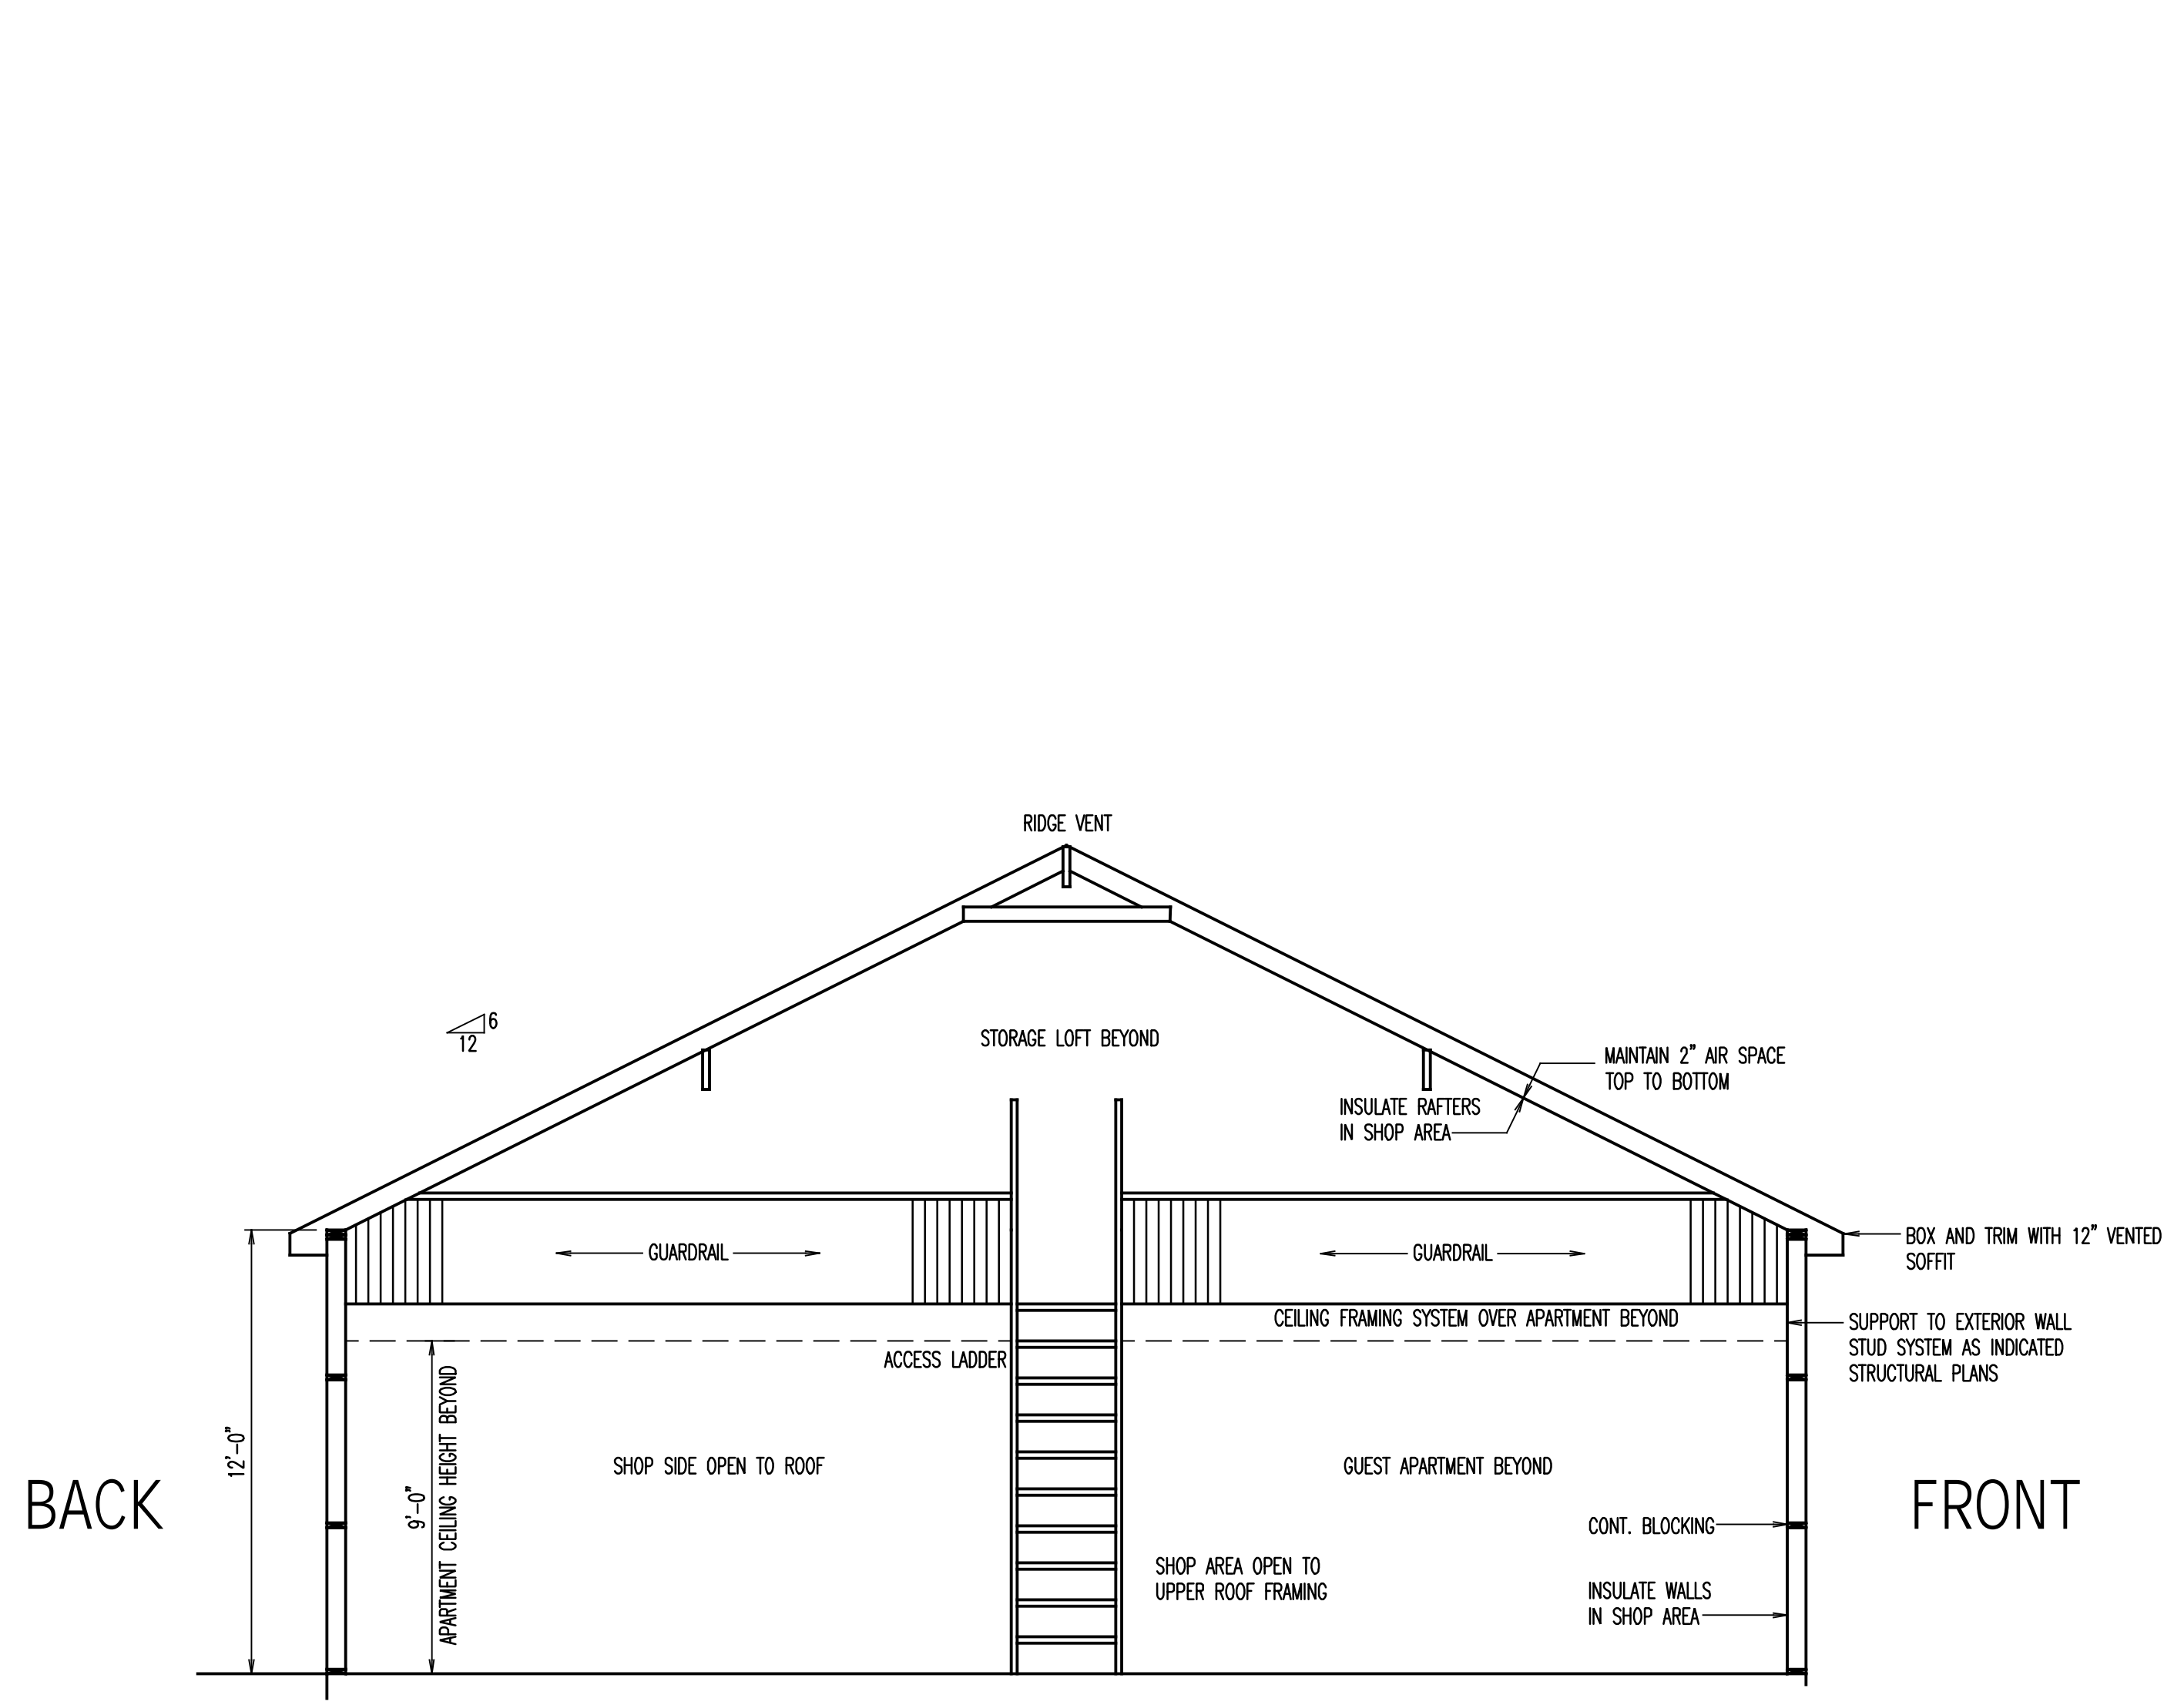 RIDGE VENT
6
12
STORAGE LOFT BEYOND
MAINTAIN 2" AIR SPACE
TOP TO BOTTOM
INSULATE RAFTERS
IN SHOP AREA
GUARDRAIL
GUARDRAIL
BOX AND TRIM WITH 12" VENTED
SOFFIT
CEILING FRAMING SYSTEM OVER APARTMENT BEYOND
SUPPORT TO EXTERIOR WALL
STUD SYSTEM AS INDICATED
STRUCTURAL PLANS
ACCESS LADDER
12'-0"
9'-0"
APARTMENT CEILING HEIGHT BEYOND
SHOP SIDE OPEN TO ROOF
GUEST APARTMENT BEYOND
BACK
FRONT
CONT. BLOCKING
SHOP AREA OPEN TO
UPPER ROOF FRAMING
INSULATE WALLS
IN SHOP AREA